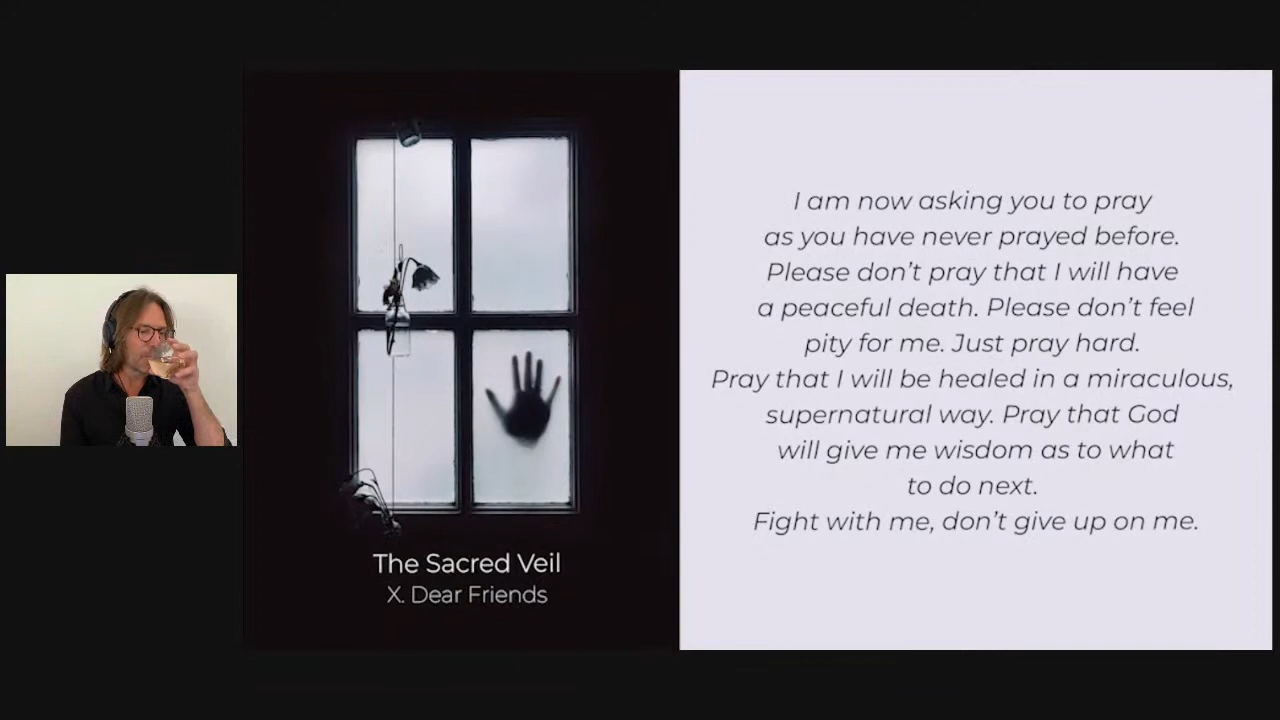 The Sacred Veil
X. Dear Friends
I am now asking you to pray
as you have never prayed before.
Please don't pray that I will have
a peaceful death. Please don't feel
pity for me. Just pray hard.
Pray that I will be healed in a miraculous,
supernatural way. Pray that God
will give me wisdom as to what
to do next.
Fight with me, don't give up on me.